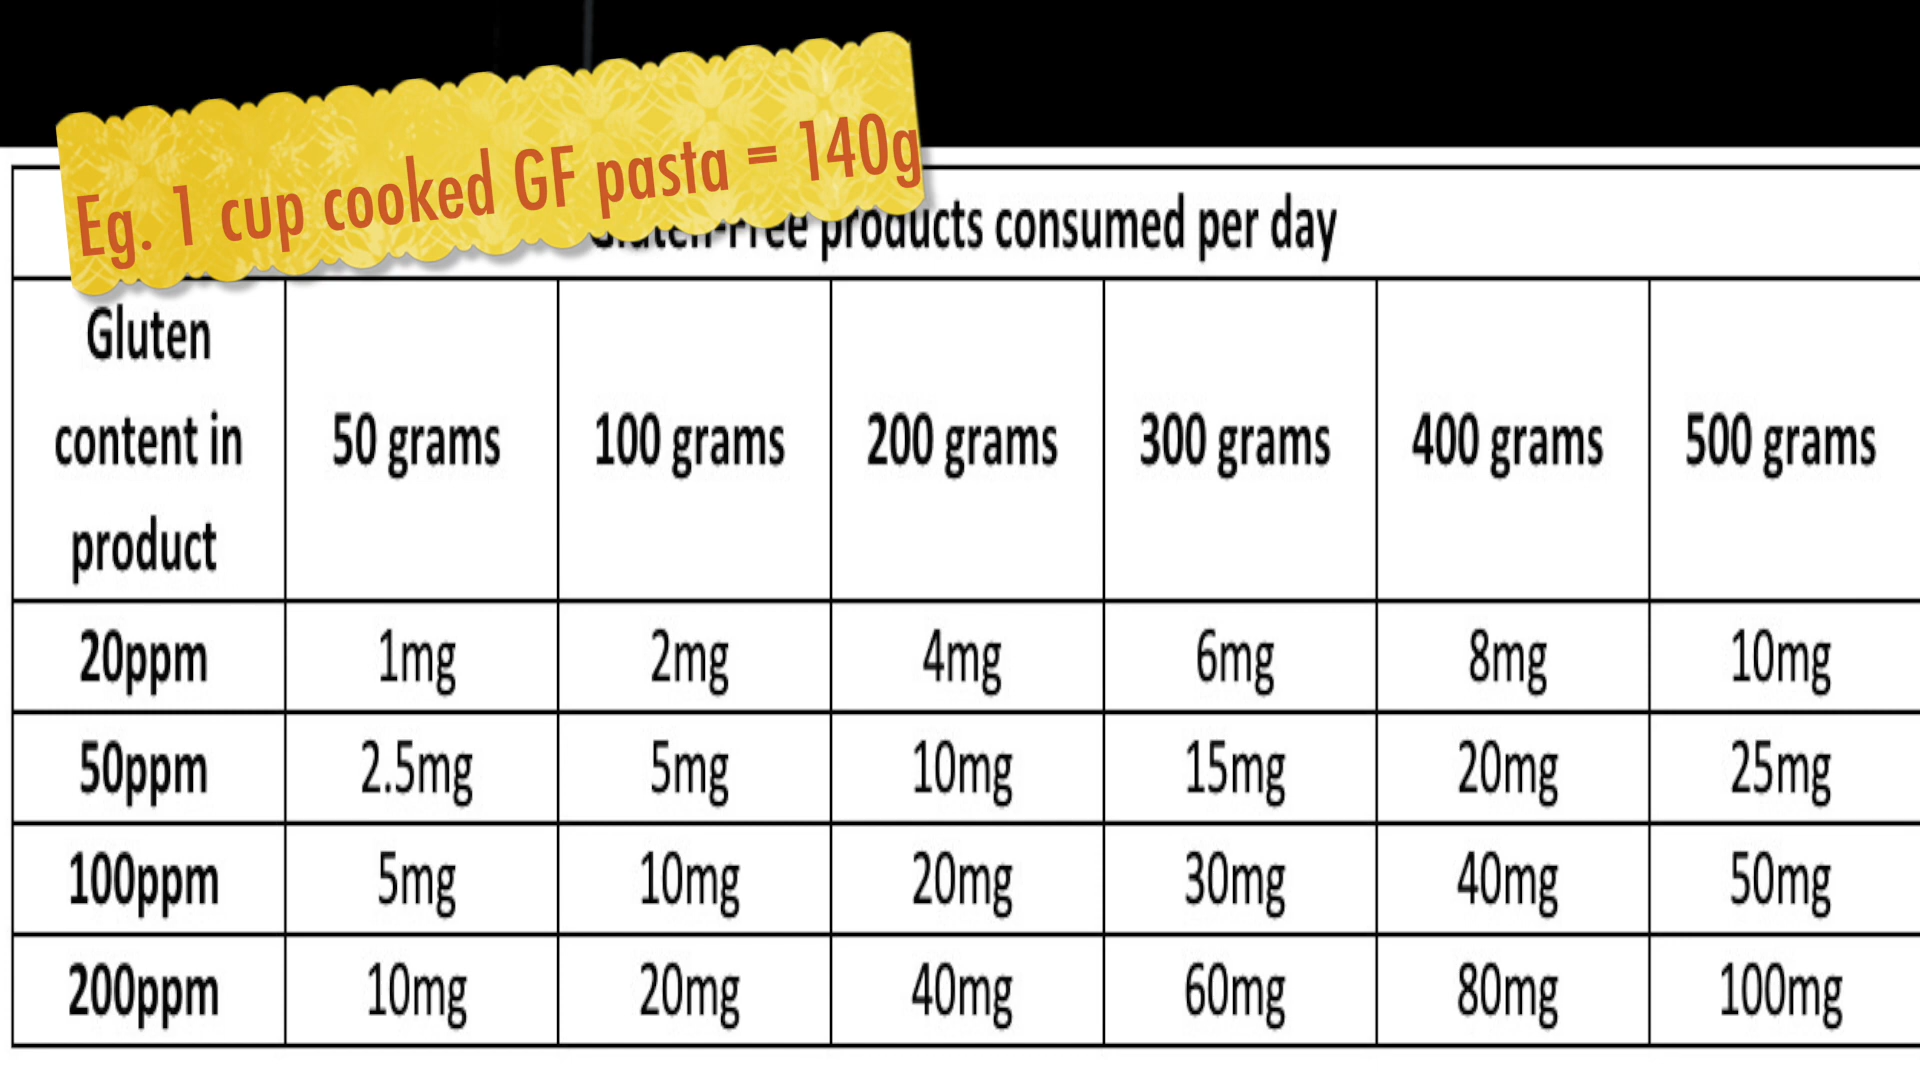 Eg. 1 cup cooked GF pasta = 140g
Gluten-Free products consumed per day
Gluten content in product 50 grams 100 grams 200 grams 300 grams 400 grams 500 grams
20ppm 1mg 2mg 4mg 6mg 8mg 10mg
50ppm 2.5mg 5mg 10mg 15mg 20mg 25mg
100ppm 5mg 10mg 20mg 30mg 40mg 50mg
200ppm 10mg 20mg 40mg 60mg 80mg 100mg